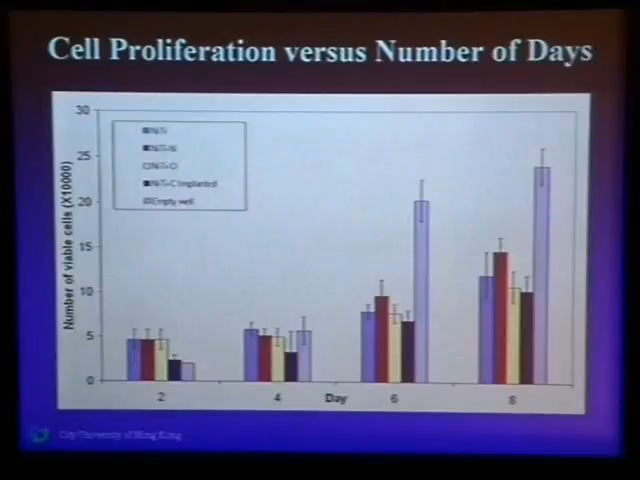 Cell Proliferation versus Number of Days
30
25
20
15
10
5
0
Number of viable cells (X10000)
NiTi
NiTi-N
NiTi-O
NiTi-C Implanted
Empty well
2
4
Day
6
8
City University of Hong Kong